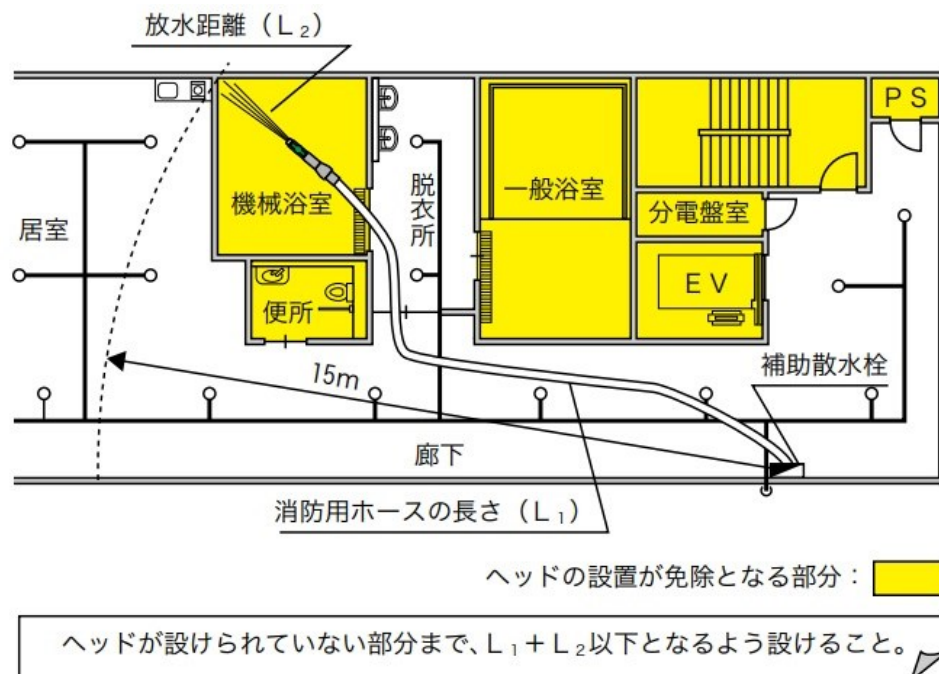 放水距離(L₂)
PS
機械浴室
脱衣所
一般浴室
分電盤室
居室
EV
便所
補助散水栓
15m
廊下
消防用ホースの長さ(L₁)
ヘッドの設置が免除となる部分:
ヘッドが設けられていない部分まで、L₁+L₂以下となるよう設けること。